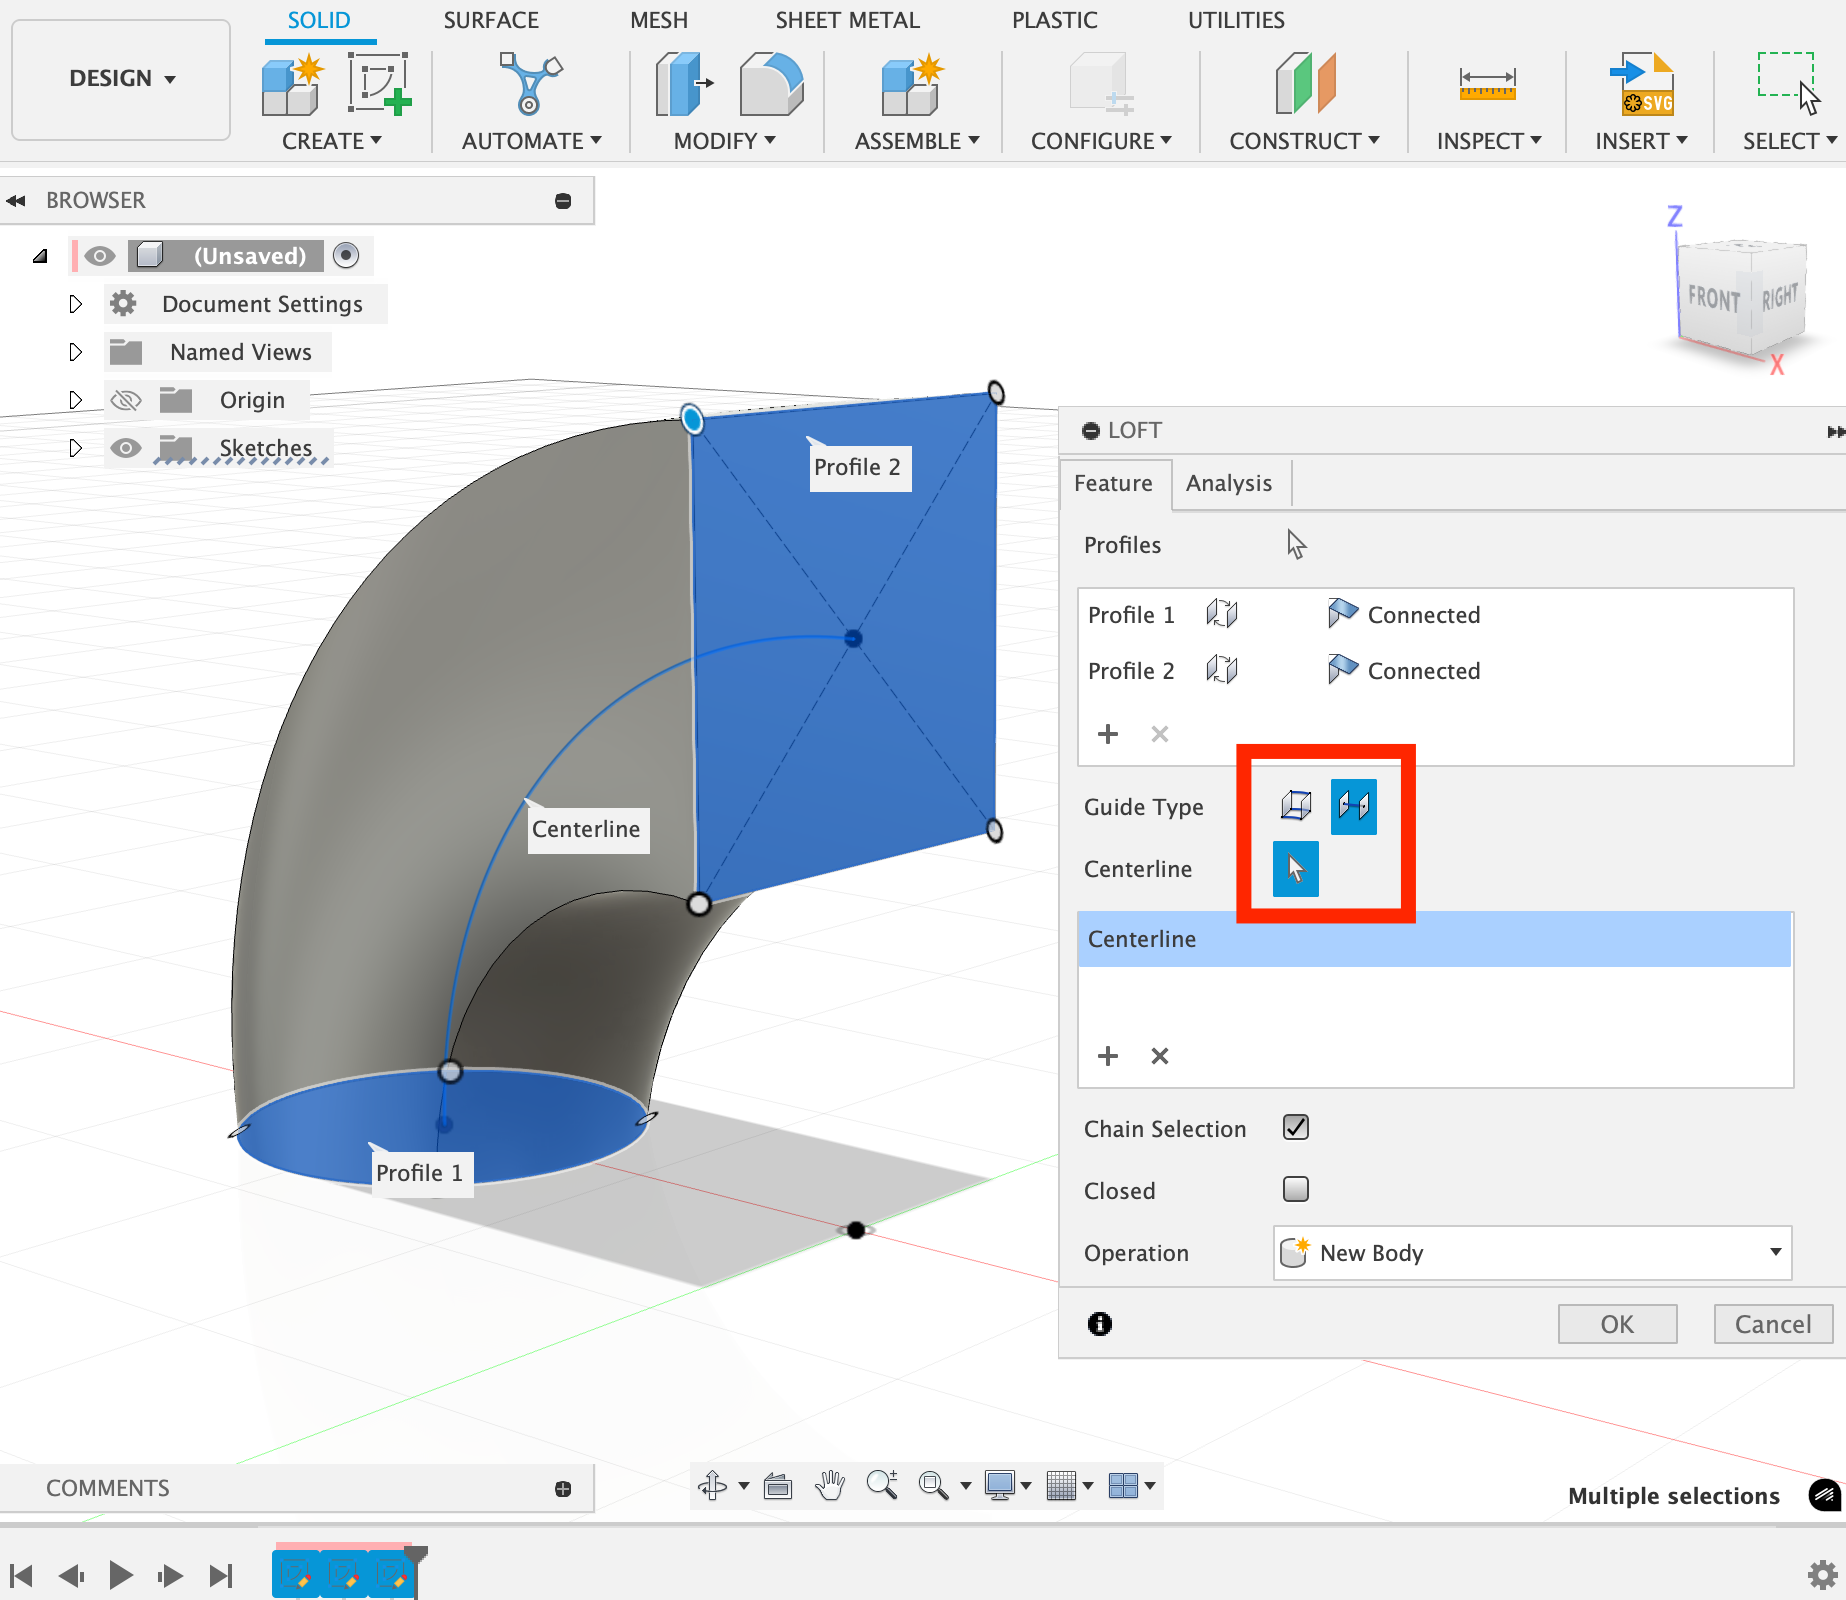 SOLID SURFACE MESH SHEET METAL PLASTIC UTILITIES
DESIGN
CREATE AUTOMATE MODIFY ASSEMBLE CONFIGURE CONSTRUCT INSPECT INSERT SELECT
SVG
BROWSER
(Unsaved)
Document Settings
Named Views
Origin
Sketches
Z
FRONT RIGHT
X
Profile 2
Centerline
Profile 1
LOFT
Feature Analysis
Profiles
Profile 1 Connected
Profile 2 Connected
Guide Type
Centerline
Centerline
Chain Selection
Closed
Operation New Body
OK Cancel
COMMENTS
Multiple selections